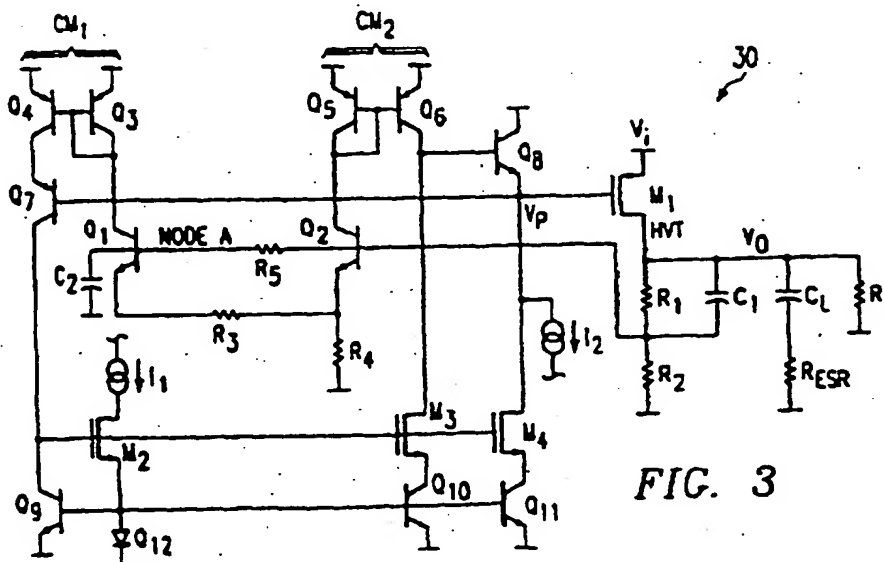 CM1
CM2
30
Q4
Q3
Q5
Q6
Q8
Vi
Q7
M1
VP
HVT
Q1
NODE A
Q2
VO
C2
R5
R1
C1
CL
R
R3
R4
I2
R2
RESR
I1
M3
M2
M4
FIG. 3
Q9
Q10
Q11
Q12